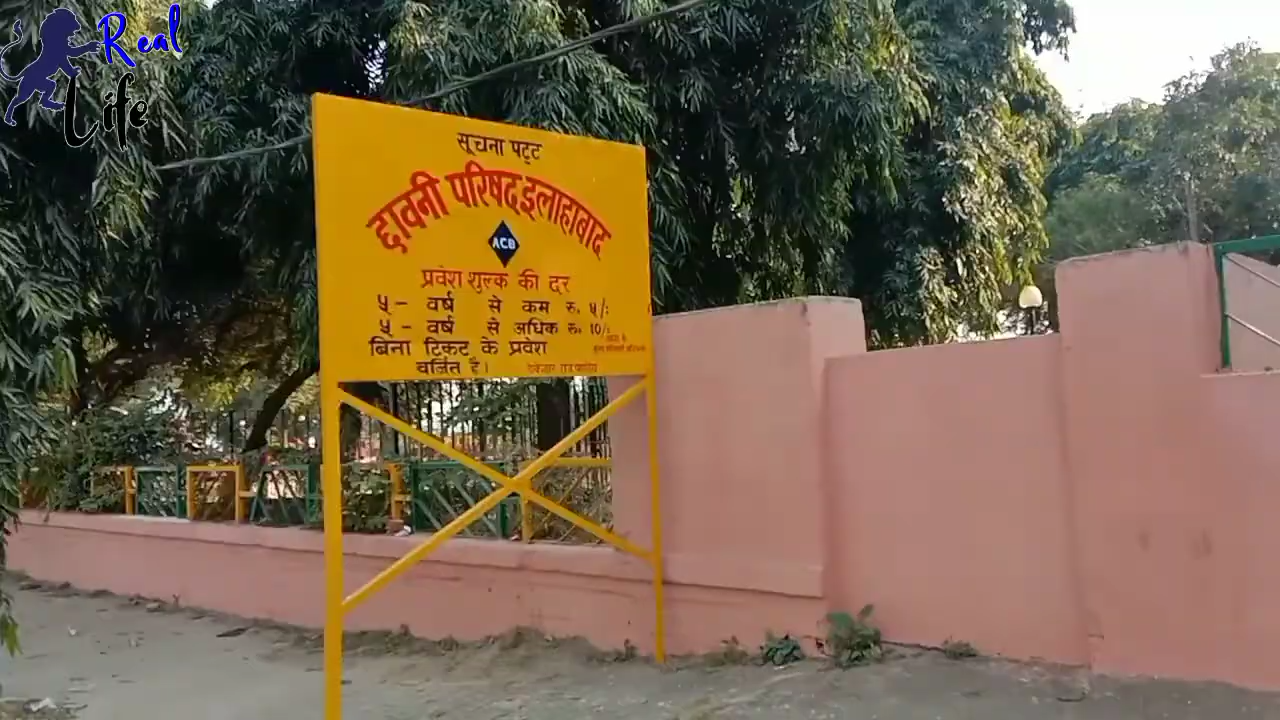 Real
Life
सूचना पट्ट
छावनी परिषद इलाहाबाद
ACB
प्रवेश शुल्क की दर
५ - वर्ष से कम रु. ५/:
५ - वर्ष से अधिक रु. 10/:
बिना टिकट के प्रवेश
वर्जित है।